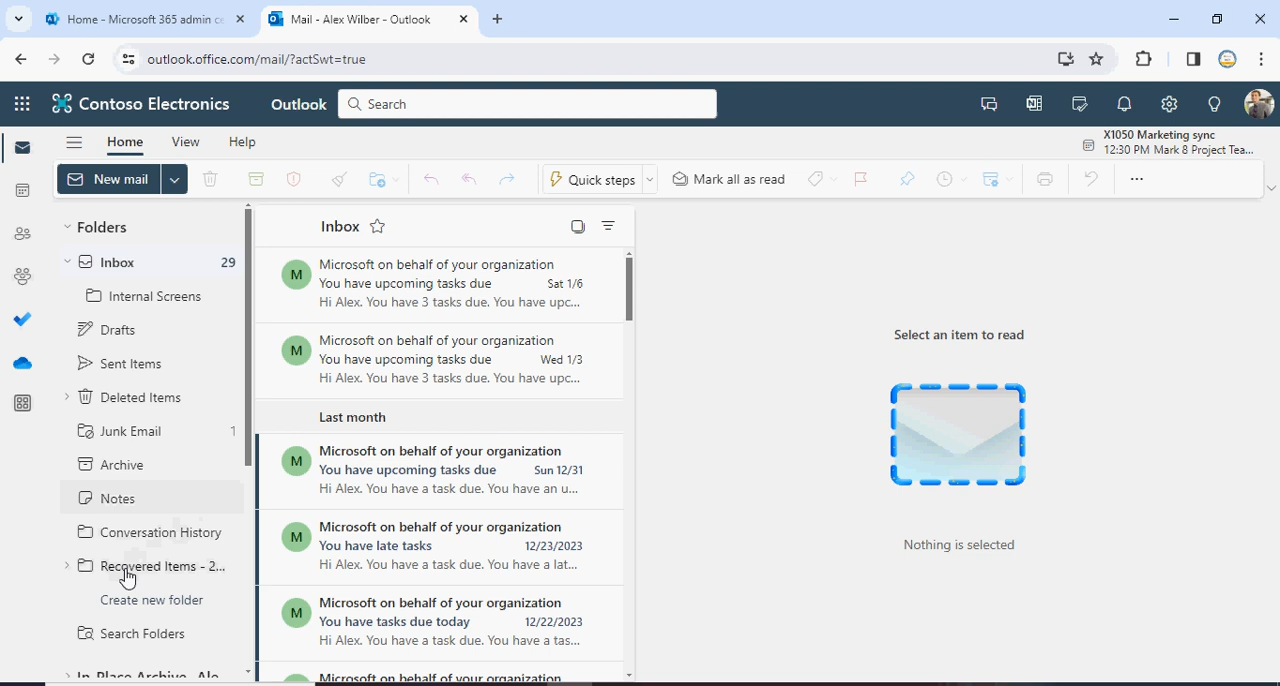 Home - Microsoft 365 admin ce
Mail - Alex Wilber - Outlook
outlook.office.com/mail/?actSwt=true
Contoso Electronics
Outlook
Search
Home
View
Help
X1050 Marketing sync
12:30 PM Mark 8 Project Tea...
New mail
Quick steps
Mark all as read
Folders
Inbox 29
Internal Screens
Drafts
Sent Items
Deleted Items
Junk Email 1
Archive
Notes
Conversation History
Recovered Items - 2...
Create new folder
Search Folders
In-Place Archive - Ale
Inbox
M
Microsoft on behalf of your organization
You have upcoming tasks due Sat 1/6
Hi Alex. You have 3 tasks due. You have upc...
M
Microsoft on behalf of your organization
You have upcoming tasks due Wed 1/3
Hi Alex. You have 3 tasks due. You have upc...
Last month
M
Microsoft on behalf of your organization
You have upcoming tasks due Sun 12/31
Hi Alex. You have a task due. You have an u...
M
Microsoft on behalf of your organization
You have late tasks 12/23/2023
Hi Alex. You have a task due. You have a lat...
M
Microsoft on behalf of your organization
You have tasks due today 12/22/2023
Hi Alex. You have a task due. You have a tas...
Microsoft on behalf of your organization
Select an item to read
Nothing is selected